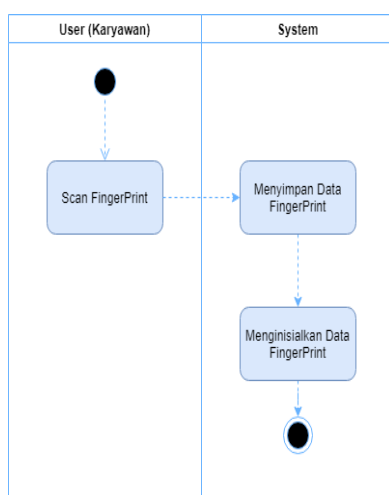 User (Karyawan)
System
Scan FingerPrint
Menyimpan Data
FingerPrint
Menginisialkan Data
FingerPrint